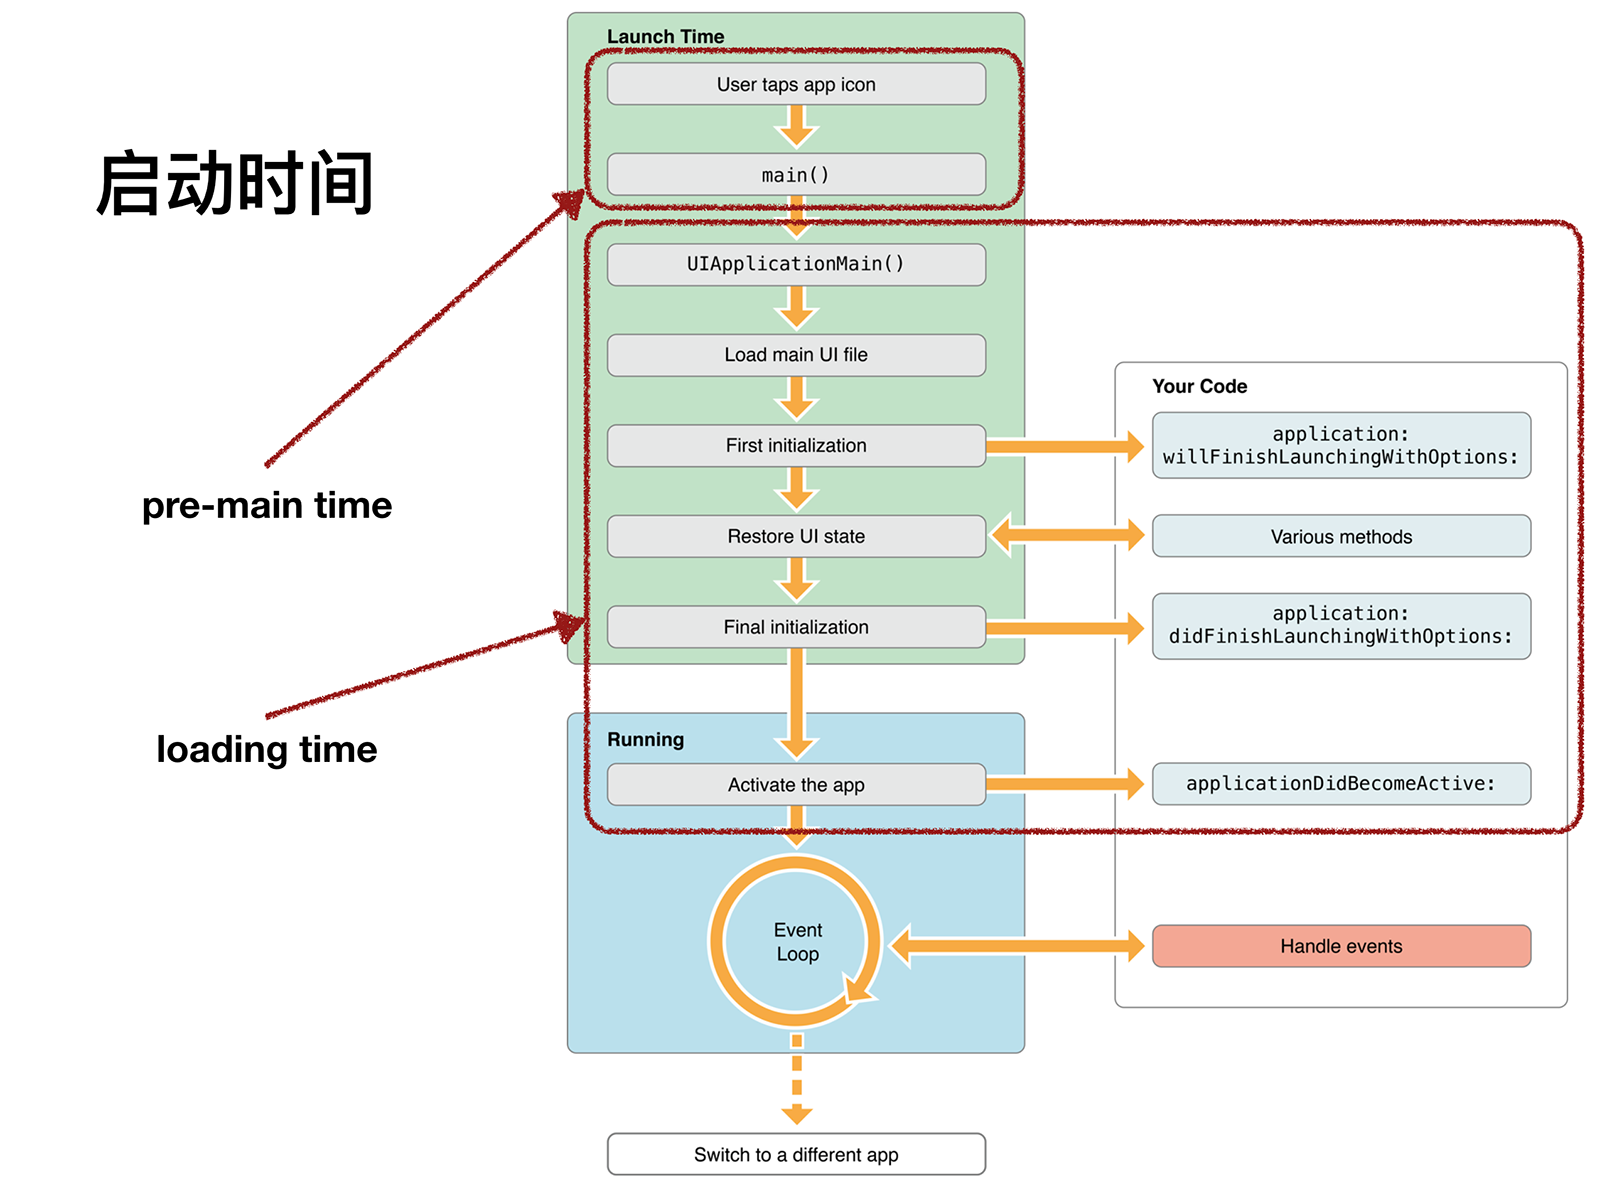 启动时间
pre-main time
loading time
Launch Time
User taps app icon
main()
UIApplicationMain()
Load main UI file
First initialization
Restore UI state
Final initialization
Running
Activate the app
Event
Loop
Switch to a different app
Your Code
application:
willFinishLaunchingWithOptions:
Various methods
application:
didFinishLaunchingWithOptions:
applicationDidBecomeActive:
Handle events